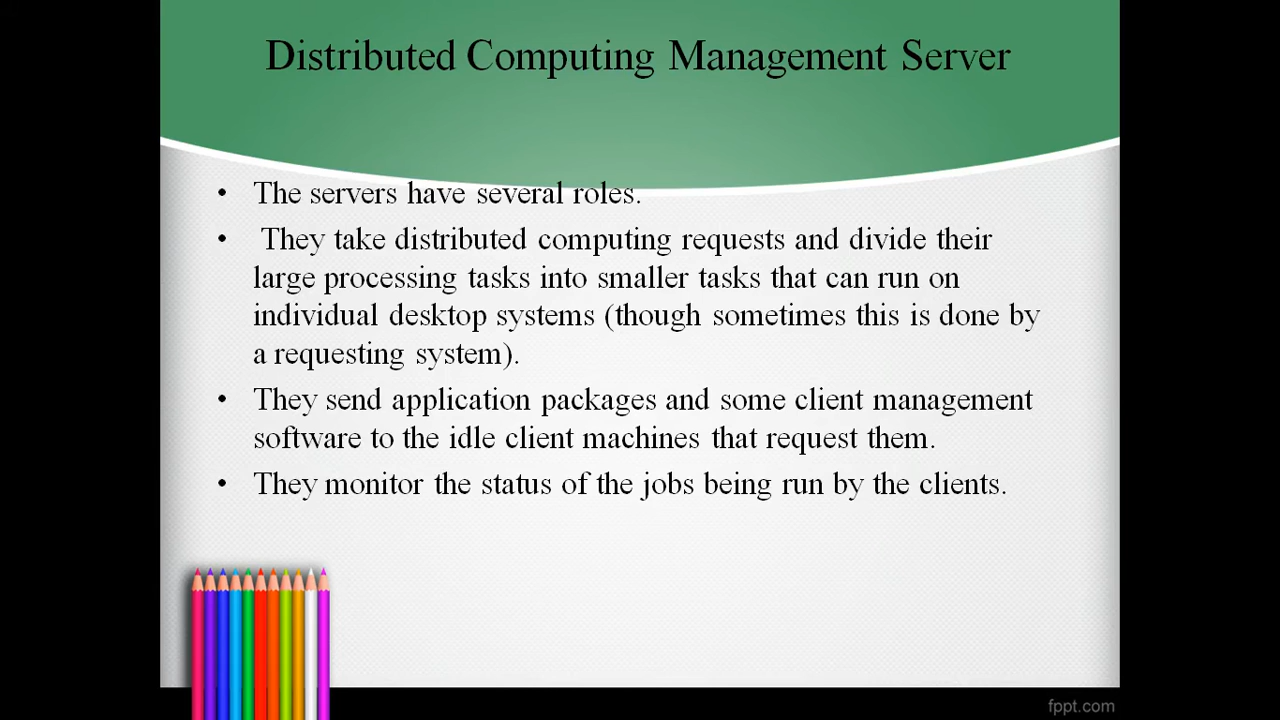 Distributed Computing Management Server
• The servers have several roles.
• They take distributed computing requests and divide their
large processing tasks into smaller tasks that can run on
individual desktop systems (though sometimes this is done by
a requesting system).
• They send application packages and some client management
software to the idle client machines that request them.
• They monitor the status of the jobs being run by the clients.
fppt.com